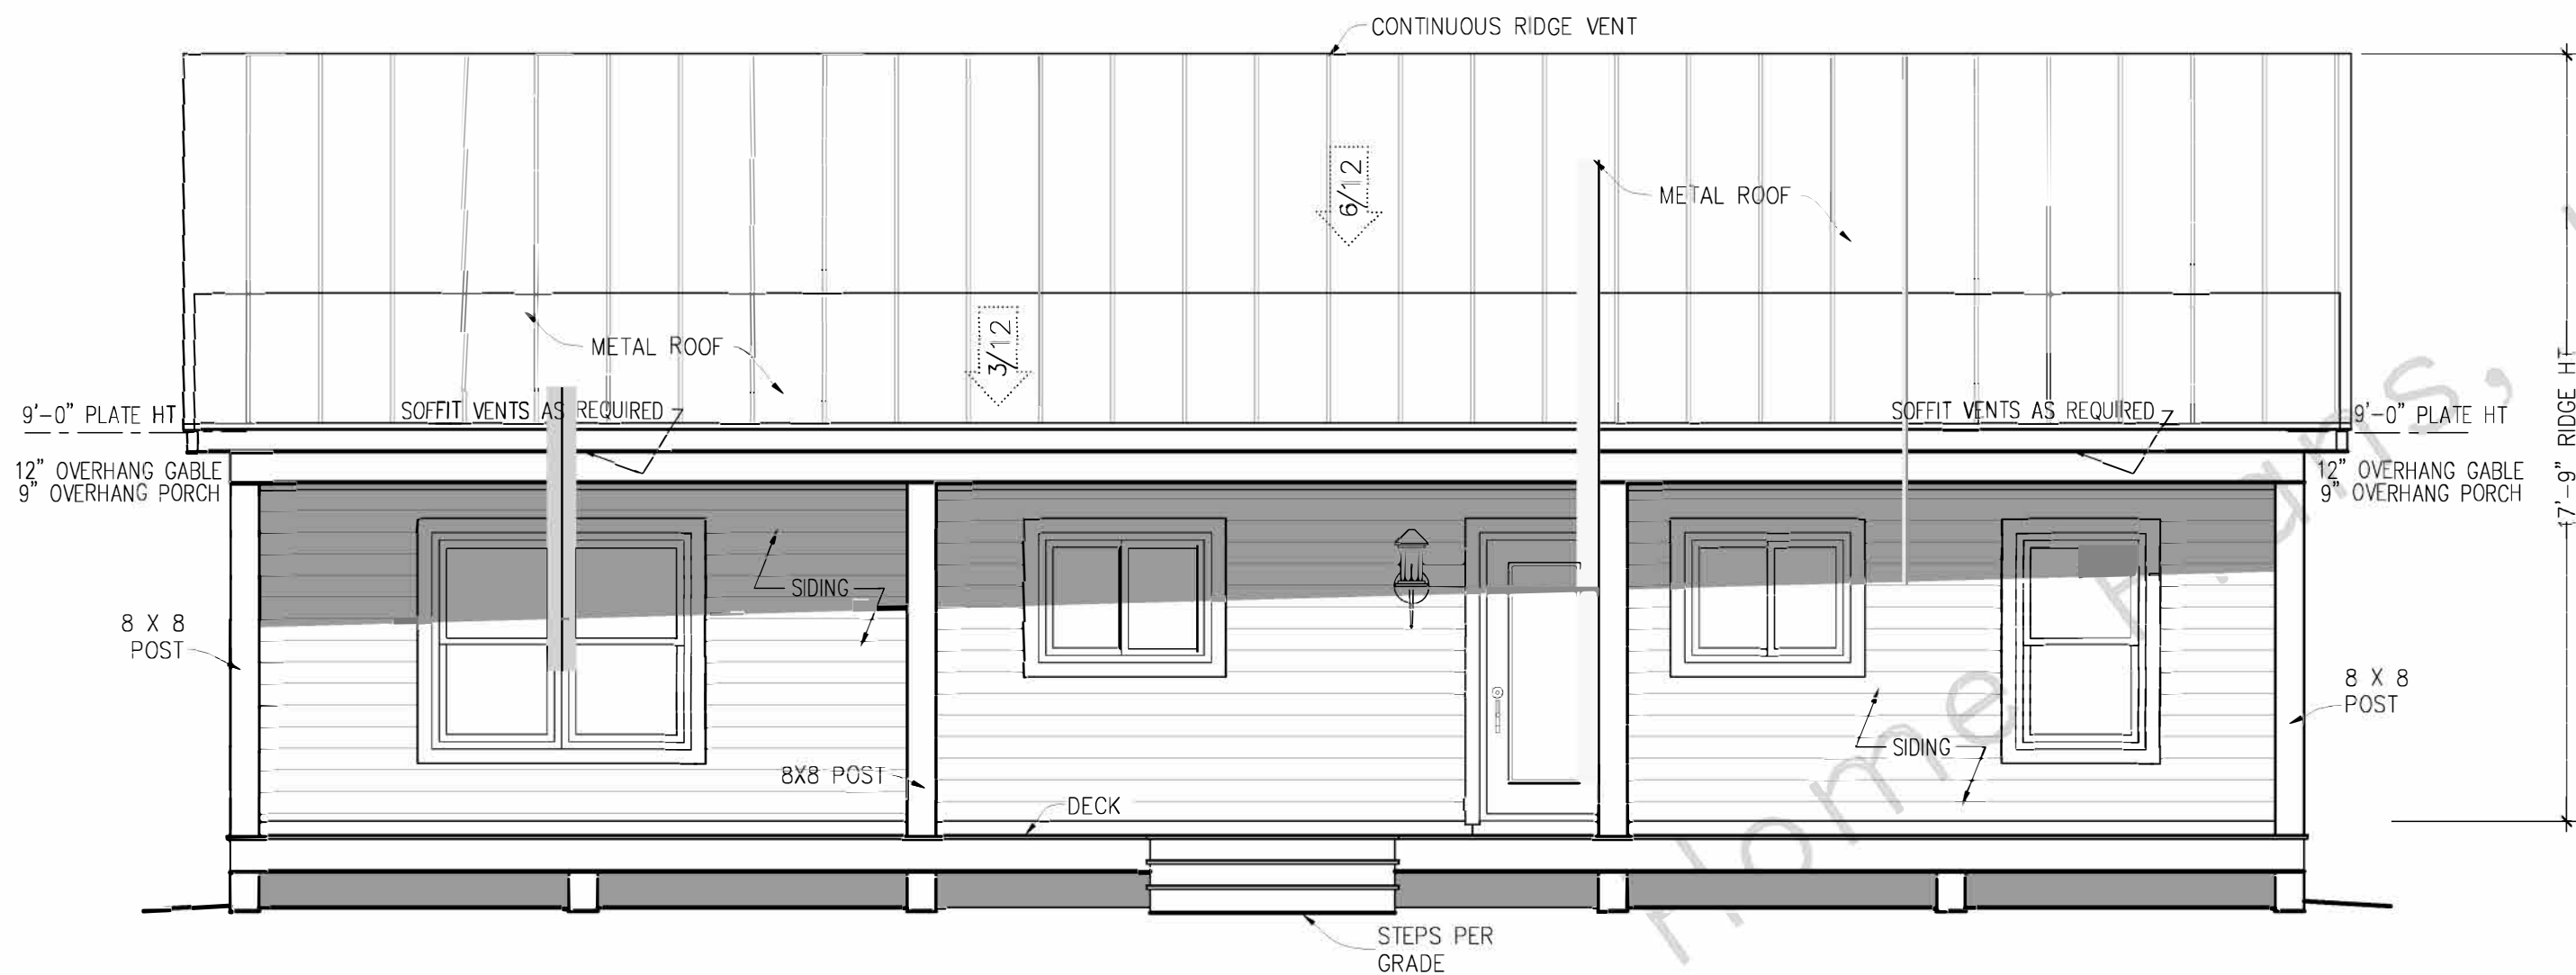 CONTINUOUS RIDGE VENT
6/12
METAL ROOF
3/12
METAL ROOF
9'-0" PLATE HT
SOFFIT VENTS AS REQUIRED
SOFFIT VENTS AS REQUIRED
9'-0" PLATE HT
12" OVERHANG GABLE
9" OVERHANG PORCH
12" OVERHANG GABLE
9" OVERHANG PORCH
17'-9" RIDGE HT
SIDING
8 X 8
POST
8 X 8
POST
SIDING
8X8 POST
DECK
STEPS PER
GRADE
Home Plans,